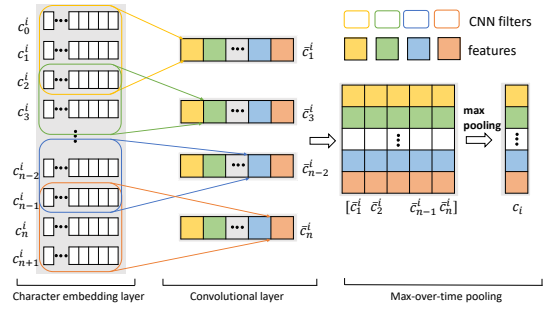 c_0^i
c_1^i
c_2^i
c_3^i
c_{n-2}^i
c_{n-1}^i
c_n^i
c_{n+1}^i
Character embedding layer
c̄_1^i
c̄_3^i
c̄_{n-2}^i
c̄_n^i
Convolutional layer
CNN filters
features
max
pooling
[c̄_1^i c̄_2^i c̄_{n-1}^i c̄_n^i]
c_i
Max-over-time pooling